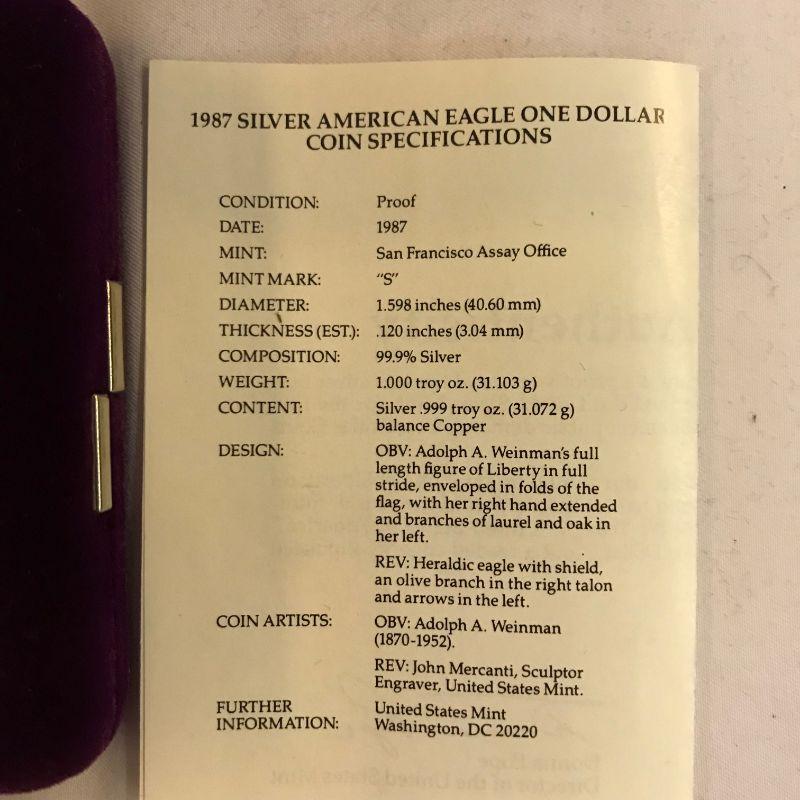 1987 SILVER AMERICAN EAGLE ONE DOLLAR
COIN SPECIFICATIONS
CONDITION: Proof
DATE: 1987
MINT: San Francisco Assay Office
MINT MARK: "S"
DIAMETER: 1.598 inches (40.60 mm)
THICKNESS (EST.): .120 inches (3.04 mm)
COMPOSITION: 99.9% Silver
WEIGHT: 1.000 troy oz. (31.103 g)
CONTENT: Silver .999 troy oz. (31.072 g)
balance Copper
DESIGN: OBV: Adolph A. Weinman's full
length figure of Liberty in full
stride, enveloped in folds of the
flag, with her right hand extended
and branches of laurel and oak in
her left.
REV: Heraldic eagle with shield,
an olive branch in the right talon
and arrows in the left.
COIN ARTISTS: OBV: Adolph A. Weinman
(1870-1952).
REV: John Mercanti, Sculptor
Engraver, United States Mint.
FURTHER
INFORMATION:
United States Mint
Washington, DC 20220